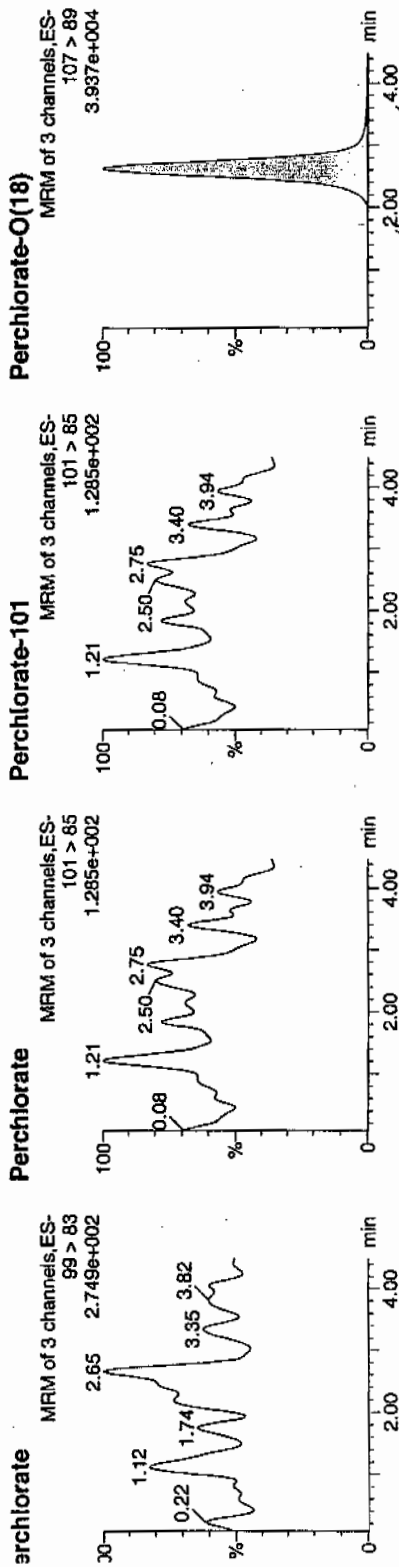 erchlorate
MRM of 3 channels,ES-
99 > 83
2.749e+002
00
%
0
0.22
1.12
1.74
2.65
3.35
3.82
2.00
4.00
min
Perchlorate
MRM of 3 channels,ES-
101 > 85
1.285e+002
100
%
0
0.08
1.21
2.50
2.75
3.40
3.94
2.00
4.00
min
Perchlorate-101
MRM of 3 channels,ES-
101 > 85
1.285e+002
100
%
0
0.08
1.21
2.50
2.75
3.40
3.94
2.00
4.00
min
Perchlorate-O(18)
MRM of 3 channels,ES-
107 > 89
3.937e+004
100
%
0
2.00
4.00
min